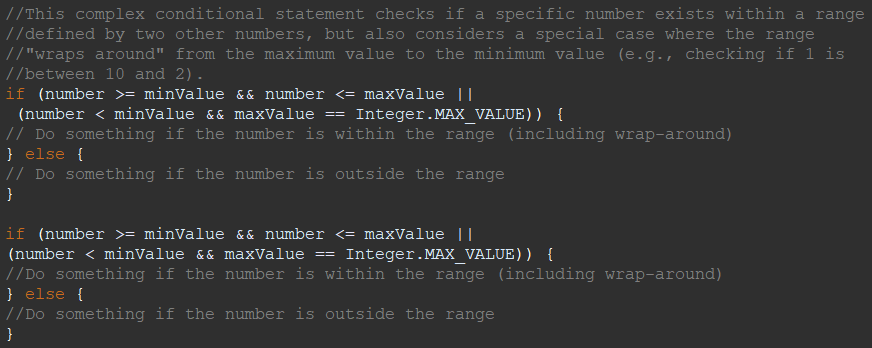 //This complex conditional statement checks if a specific number exists within a range
//defined by two other numbers, but also considers a special case where the range
//"wraps around" from the maximum value to the minimum value (e.g., checking if 1 is
//between 10 and 2).
if (number >= minValue && number <= maxValue ||
(number < minValue && maxValue == Integer.MAX_VALUE)) {
// Do something if the number is within the range (including wrap-around)
} else {
// Do something if the number is outside the range
}
if (number >= minValue && number <= maxValue ||
(number < minValue && maxValue == Integer.MAX_VALUE)) {
//Do something if the number is within the range (including wrap-around)
} else {
//Do something if the number is outside the range
}